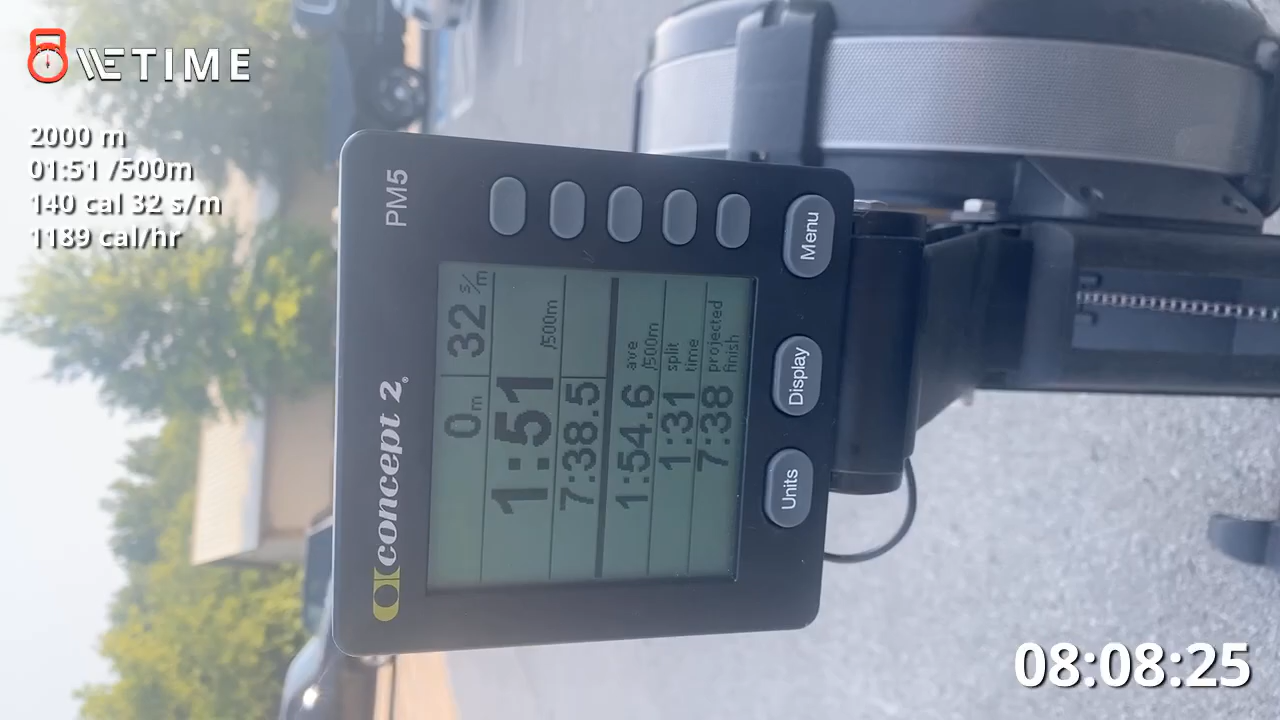 WETIME
2000 m
01:51 /500m
140 cal 32 s/m
1189 cal/hr
PM5
concept 2®
0 m 32 s/m
1:51 /500m
7:38.5
1:54.6 ave /500m
1:31 split time
7:38 projected finish
Units Display Menu
08:08:25